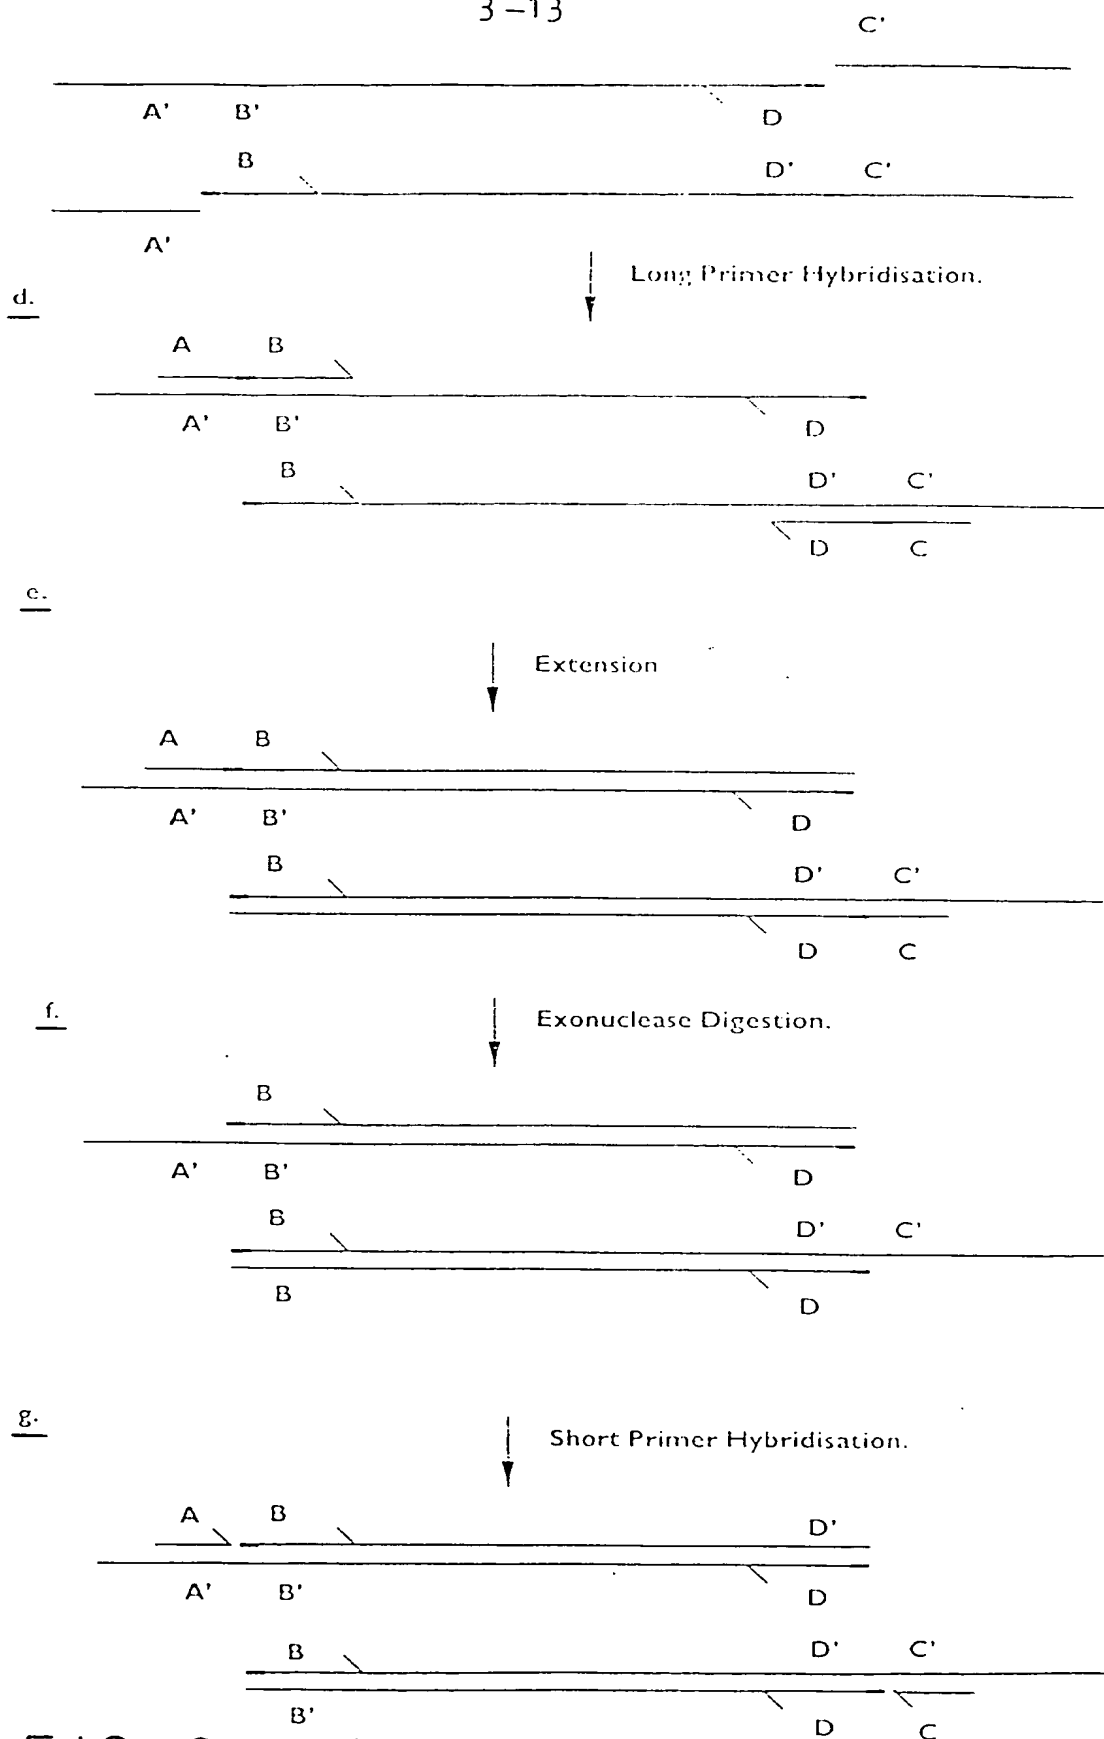 3-13
C'
A' B' D
B D' C'
A'
Long Primer Hybridisation.
d.
A B
A' B' D
B D' C'
D C
e.
Extension
A B
A' B' D
B D' C'
D C
f.
Exonuclease Digestion.
B
A' B' D
B D' C'
B D
g.
Short Primer Hybridisation.
A B D'
A' B' D
B D' C'
B' D C